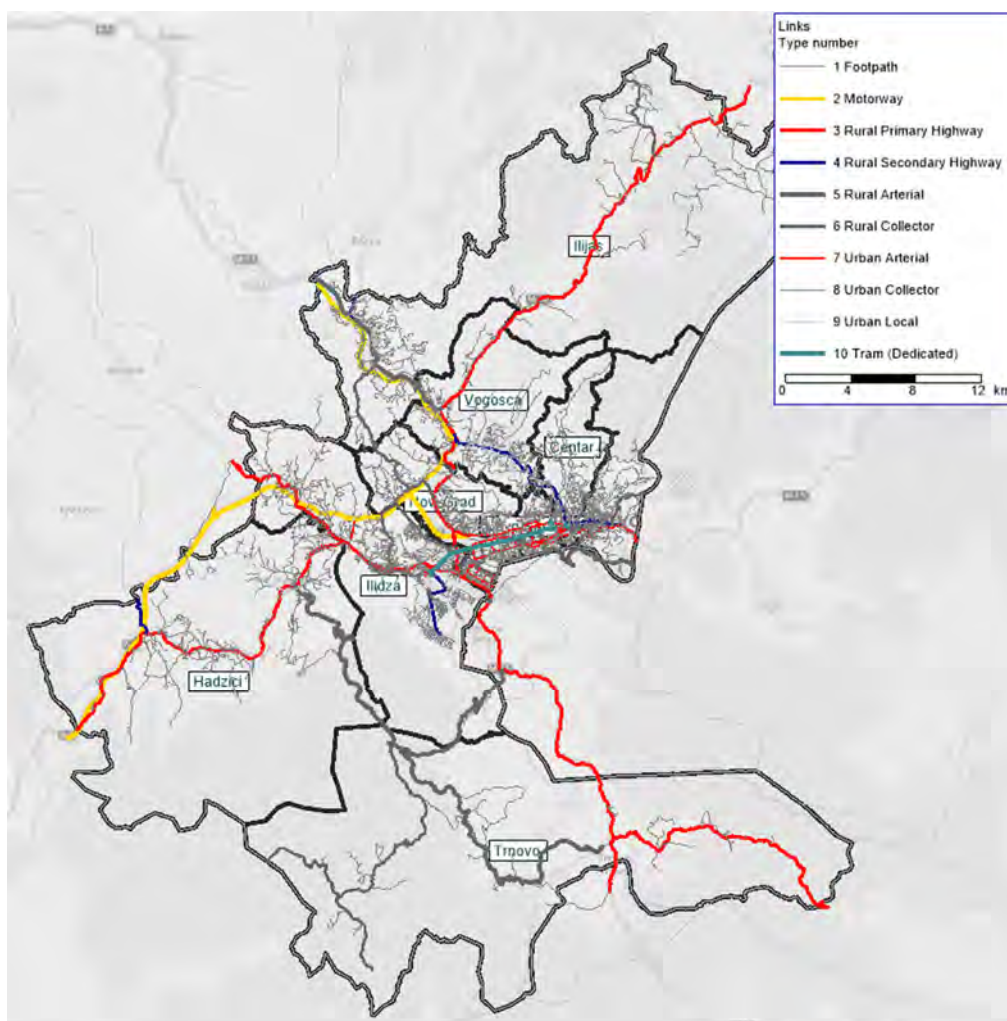 Links
Type number
1 Footpath
2 Motorway
3 Rural Primary Highway
4 Rural Secondary Highway
5 Rural Arterial
6 Rural Collector
7 Urban Arterial
8 Urban Collector
9 Urban Local
10 Tram (Dedicated)
0 4 8 12 km
Ilijas
Vogosca
Centar
Ilidza
Hadzici
Trnovo